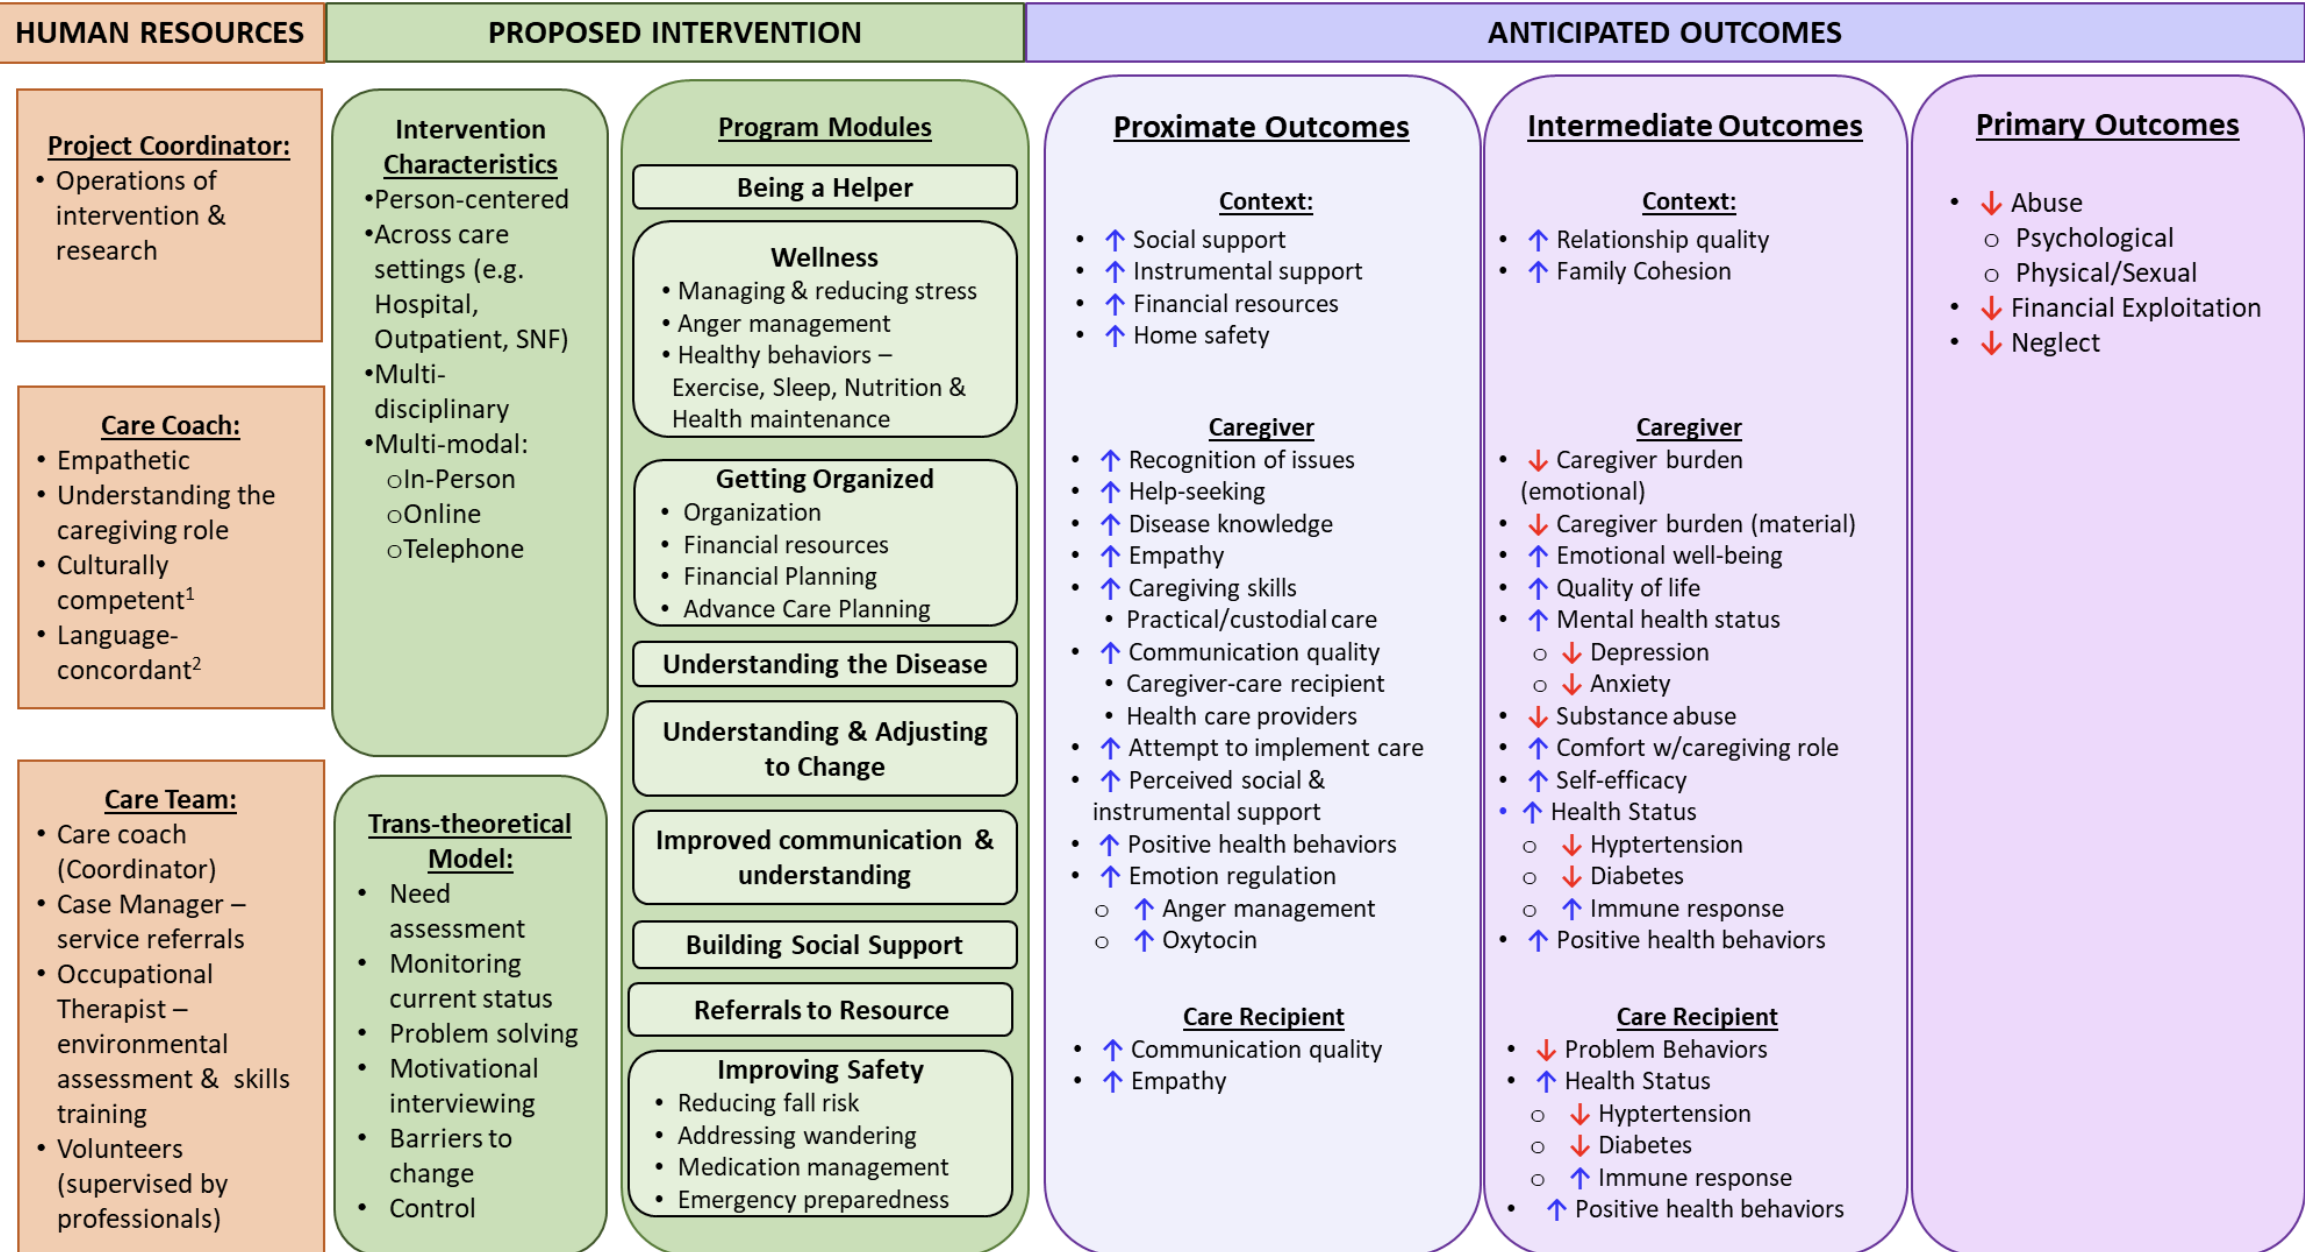 HUMAN RESOURCES
PROPOSED INTERVENTION
ANTICIPATED OUTCOMES
Project Coordinator:
• Operations of
intervention &
research
Care Coach:
• Empathetic
• Understanding the
caregiving role
• Culturally
competent1
• Language-
concordant2
Care Team:
• Care coach
(Coordinator)
• Case Manager –
service referrals
• Occupational
Therapist –
environmental
assessment & skills
training
• Volunteers
(supervised by
professionals)
Intervention
Characteristics
•Person-centered
•Across care
settings (e.g.
Hospital,
Outpatient, SNF)
•Multi-
disciplinary
•Multi-modal:
oIn-Person
oOnline
oTelephone
Trans-theoretical
Model:
• Need
assessment
• Monitoring
current status
• Problem solving
• Motivational
interviewing
• Barriers to
change
• Control
Program Modules
Being a Helper
Wellness
• Managing & reducing stress
• Anger management
• Healthy behaviors –
Exercise, Sleep, Nutrition &
Health maintenance
Getting Organized
• Organization
• Financial resources
• Financial Planning
• Advance Care Planning
Understanding the Disease
Understanding & Adjusting
to Change
Improved communication &
understanding
Building Social Support
Referrals to Resource
Improving Safety
• Reducing fall risk
• Addressing wandering
• Medication management
• Emergency preparedness
Proximate Outcomes
Context:
• ↑ Social support
• ↑ Instrumental support
• ↑ Financial resources
• ↑ Home safety
Caregiver
• ↑ Recognition of issues
• ↑ Help-seeking
• ↑ Disease knowledge
• ↑ Empathy
• ↑ Caregiving skills
• Practical/custodial care
• ↑ Communication quality
• Caregiver-care recipient
• Health care providers
• ↑ Attempt to implement care
• ↑ Perceived social &
instrumental support
• ↑ Positive health behaviors
• ↑ Emotion regulation
o ↑ Anger management
o ↑ Oxytocin
Care Recipient
• ↑ Communication quality
• ↑ Empathy
Intermediate Outcomes
Context:
• ↑ Relationship quality
• ↑ Family Cohesion
Caregiver
• ↓ Caregiver burden
(emotional)
• ↓ Caregiver burden (material)
• ↑ Emotional well-being
• ↑ Quality of life
• ↑ Mental health status
o ↓ Depression
o ↓ Anxiety
• ↓ Substance abuse
• ↑ Comfort w/caregiving role
• ↑ Self-efficacy
• ↑ Health Status
o ↓ Hyptertension
o ↓ Diabetes
o ↑ Immune response
• ↑ Positive health behaviors
Care Recipient
• ↓ Problem Behaviors
• ↑ Health Status
o ↓ Hyptertension
o ↓ Diabetes
o ↑ Immune response
• ↑ Positive health behaviors
Primary Outcomes
• ↓ Abuse
o Psychological
o Physical/Sexual
• ↓ Financial Exploitation
• ↓ Neglect